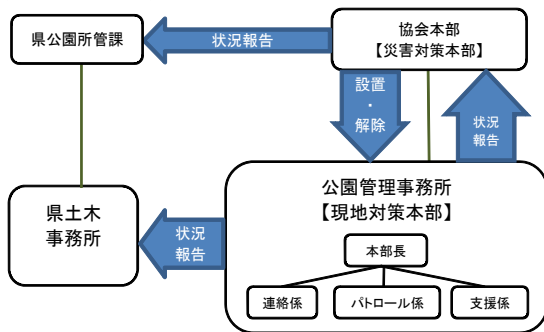 県公園所管課
状況報告
協会本部
【災害対策本部】
設置
・
解除
状況
報告
県土木
事務所
状況
報告
公園管理事務所
【現地対策本部】
本部長
連絡係
パトロール係
支援係